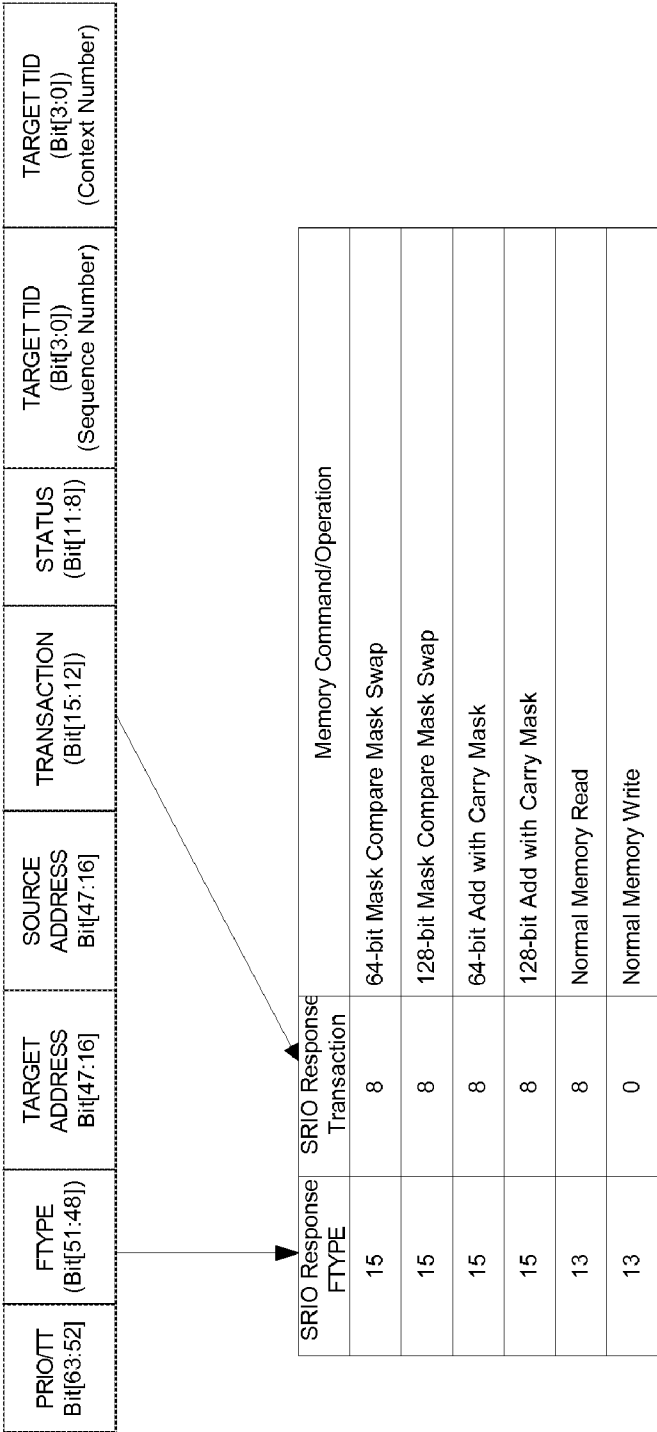 PRIO/TT
Bit[63:52]
FTYPE
(Bit[51:48])
TARGET
ADDRESS
Bit[47:16]
SOURCE
ADDRESS
Bit[47:16]
TRANSACTION
(Bit[15:12])
STATUS
(Bit[11:8])
TARGET TID
(Bit[3:0])
(Sequence Number)
TARGET TID
(Bit[3:0])
(Context Number)
SRIO Response
FTYPE
SRIO Response
Transaction
Memory Command/Operation
15 8 64-bit Mask Compare Mask Swap
15 8 128-bit Mask Compare Mask Swap
15 8 64-bit Add with Carry Mask
15 8 128-bit Add with Carry Mask
13 8 Normal Memory Read
13 0 Normal Memory Write